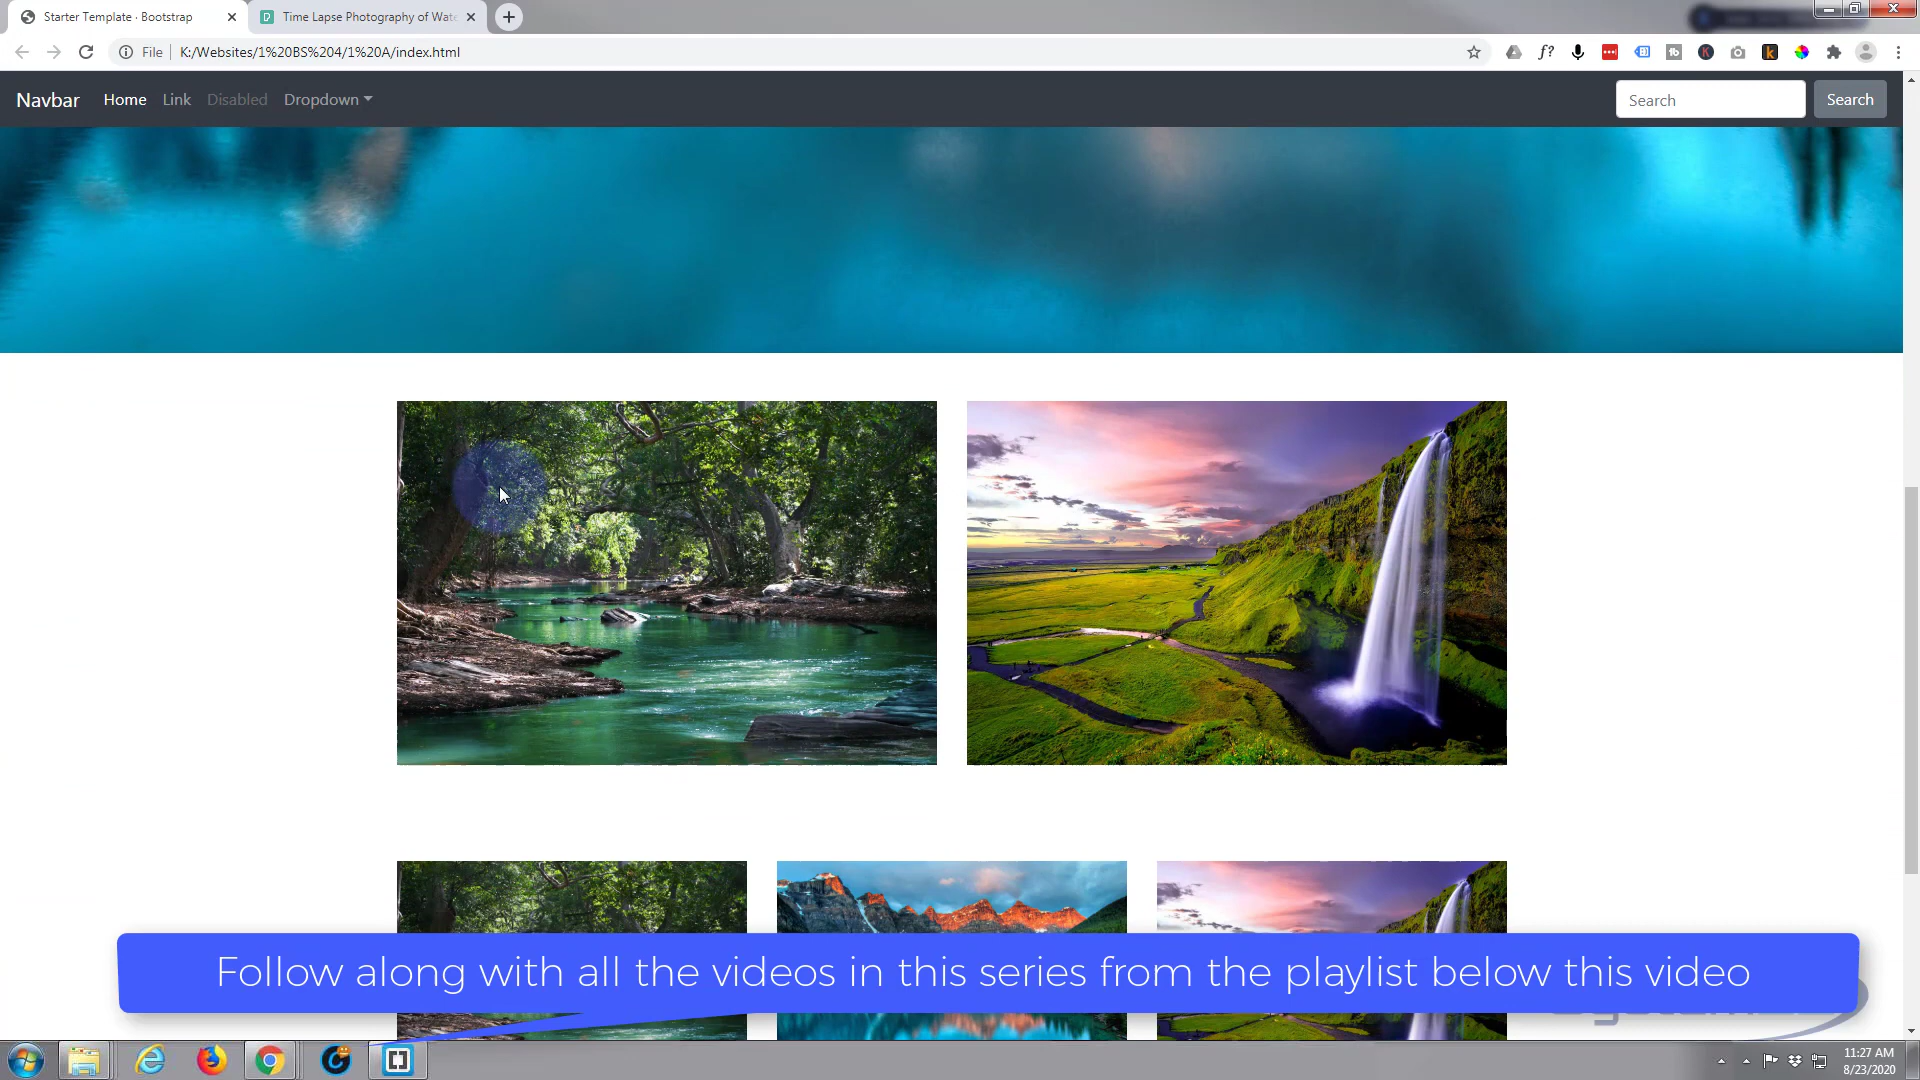 Starter Template · Bootstrap
Time Lapse Photography of Wate
File
K:/Websites/1%20BS%204/1%20A/index.html
Navbar Home Link Disabled Dropdown
Search
Search
Follow along with all the videos in this series from the playlist below this video
11:27 AM
8/23/2020